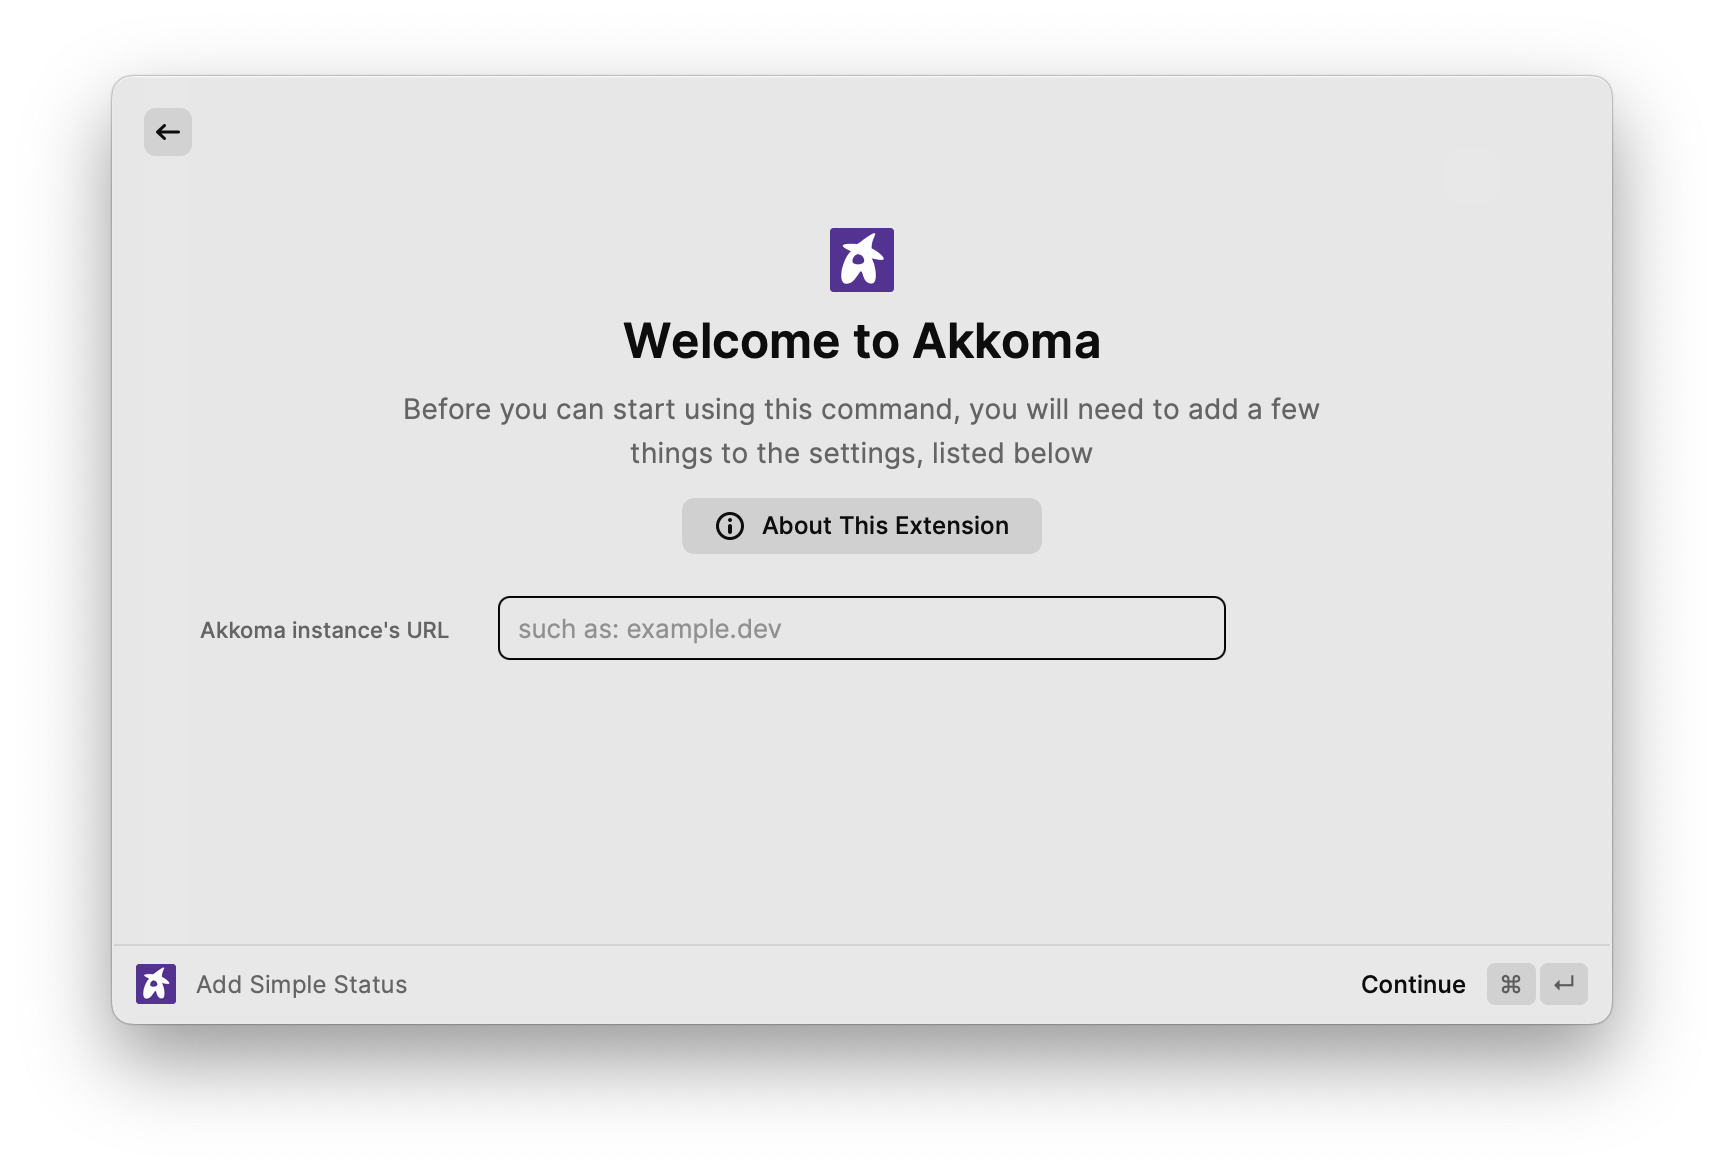 Welcome to Akkoma
Before you can start using this command, you will need to add a few
things to the settings, listed below
About This Extension
Akkoma instance's URL
such as: example.dev
Add Simple Status
Continue ⌘ ↵